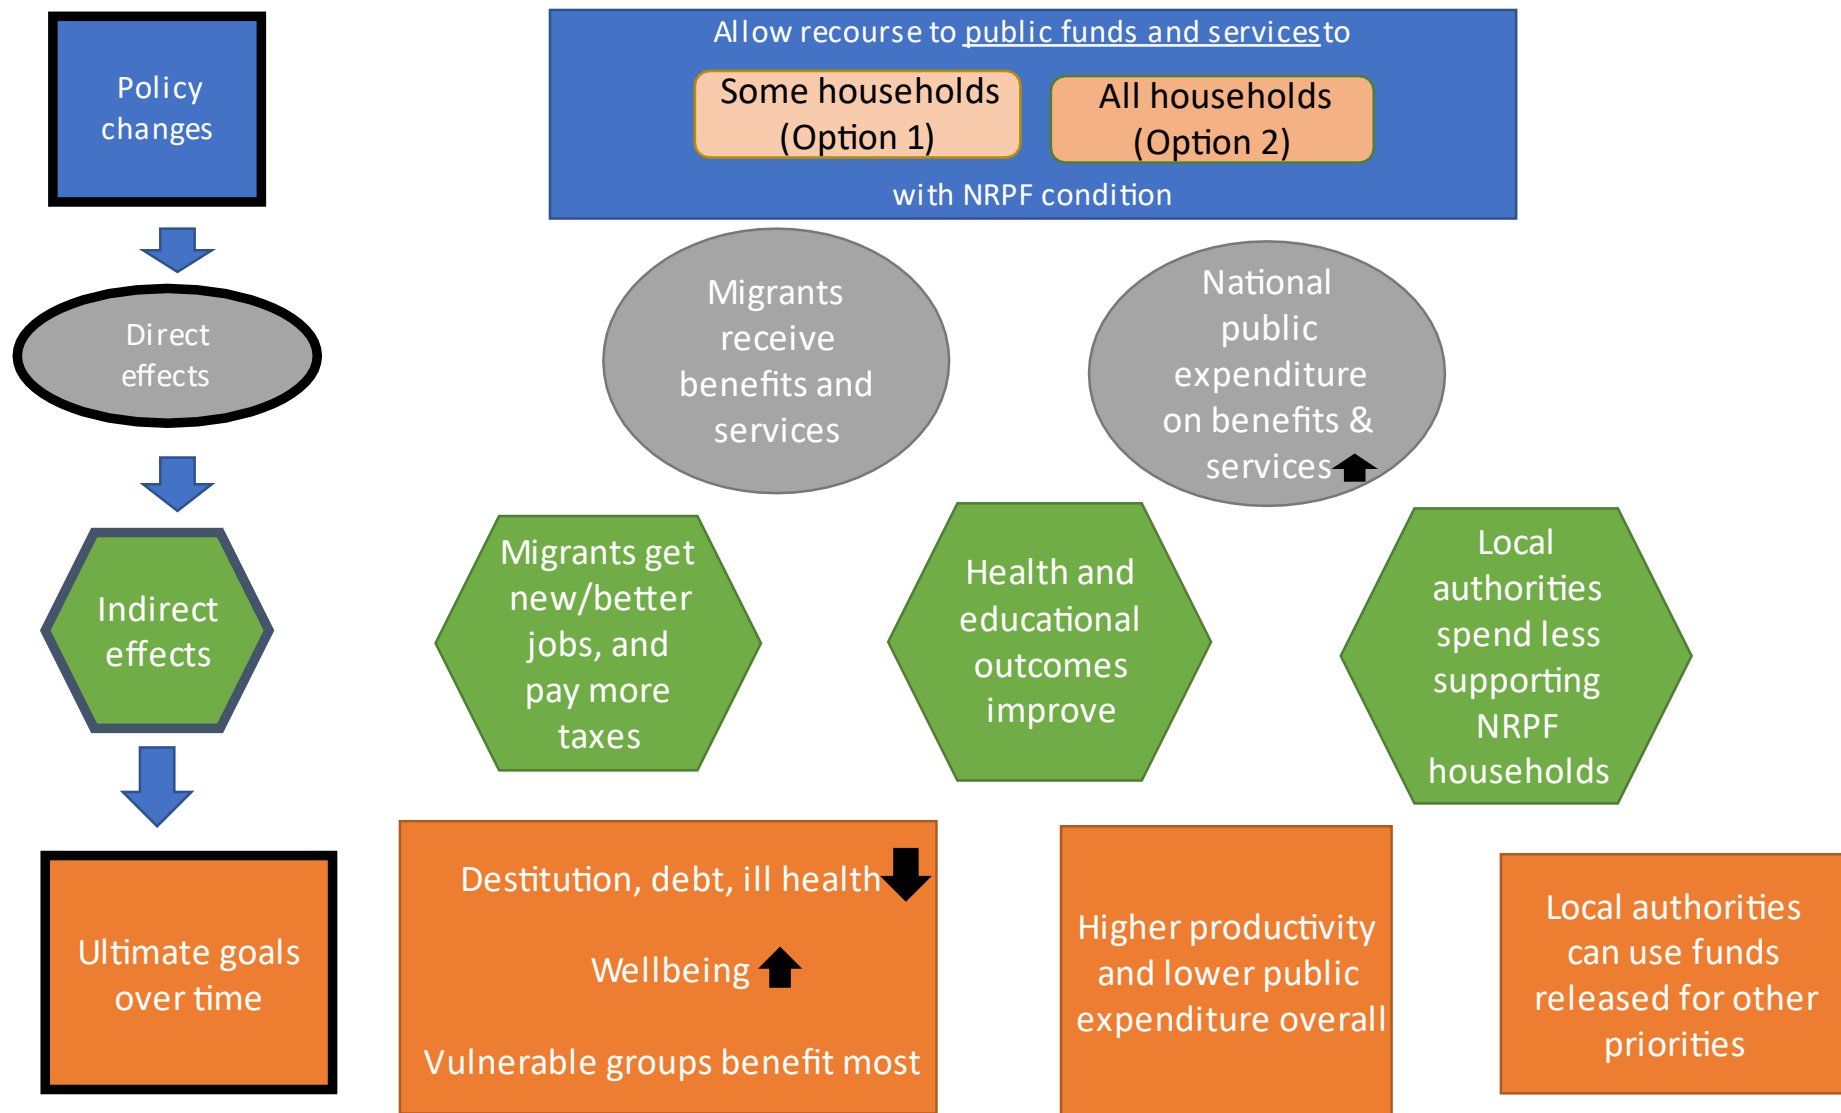 Policy
changes
Allow recourse to public funds and servicesto
Some households
(Option 1)
All households
(Option 2)
with NRPF condition
Direct
effects
Migrants
receive
benefits and
services
National
public
expenditure
on benefits &
services
Indirect
effects
Migrants get
new/better
jobs, and
pay more
taxes
Health and
educational
outcomes
improve
Local
authorities
spend less
supporting
NRPF
households
Ultimate goals
over time
Destitution, debt, ill health
Wellbeing
Vulnerable groups benefit most
Higher productivity
and lower public
expenditure overall
Local authorities
can use funds
released for other
priorities